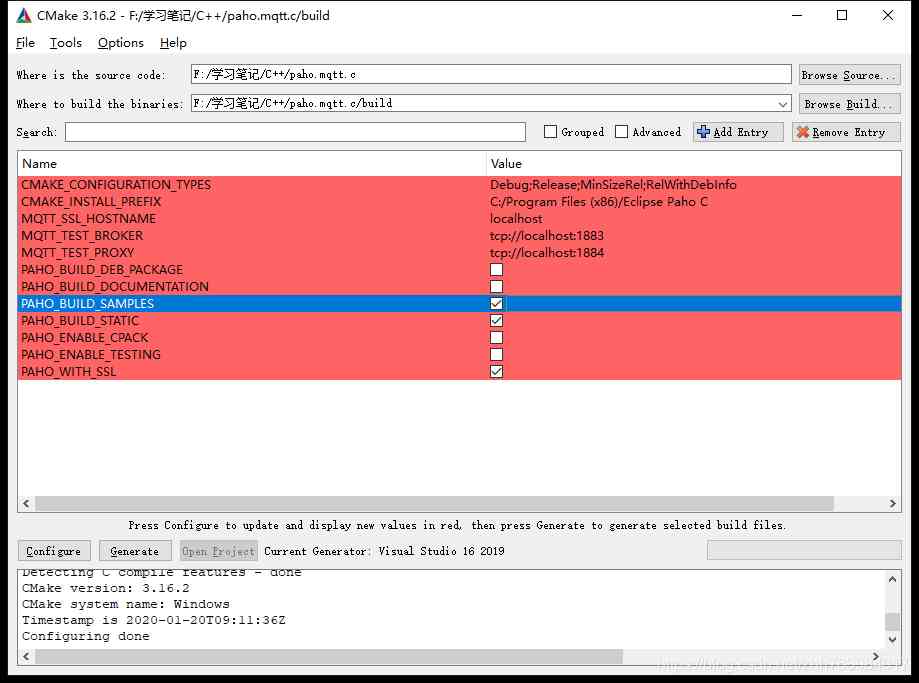 CMake 3.16.2 - F:/学习笔记/C++/paho.mqtt.c/build
File Tools Options Help
Where is the source code: F:/学习笔记/C++/paho.mqtt.c Browse Source...
Where to build the binaries: F:/学习笔记/C++/paho.mqtt.c/build Browse Build...
Search: Grouped Advanced Add Entry Remove Entry
Name Value
CMAKE_CONFIGURATION_TYPES Debug;Release;MinSizeRel;RelWithDebInfo
CMAKE_INSTALL_PREFIX C:/Program Files (x86)/Eclipse Paho C
MQTT_SSL_HOSTNAME localhost
MQTT_TEST_BROKER tcp://localhost:1883
MQTT_TEST_PROXY tcp://localhost:1884
PAHO_BUILD_DEB_PACKAGE
PAHO_BUILD_DOCUMENTATION
PAHO_BUILD_SAMPLES
PAHO_BUILD_STATIC
PAHO_ENABLE_CPACK
PAHO_ENABLE_TESTING
PAHO_WITH_SSL
Press Configure to update and display new values in red, then press Generate to generate selected build files.
Configure Generate Open Project Current Generator: Visual Studio 16 2019
Detecting C compile features - done
CMake version: 3.16.2
CMake system name: Windows
Timestamp is 2020-01-20T09:11:36Z
Configuring done